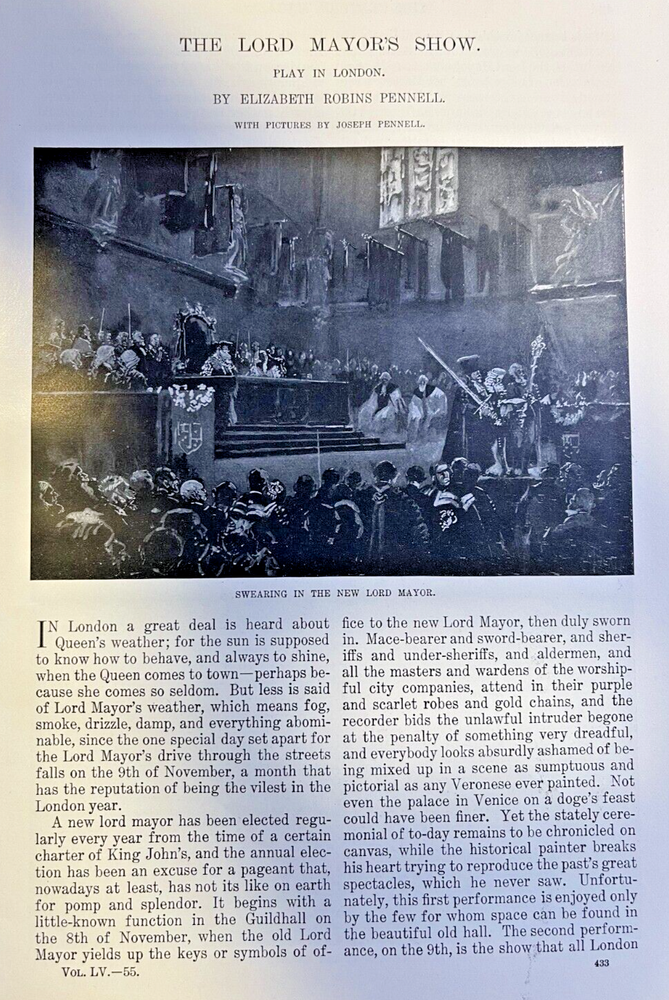 THE LORD MAYOR'S SHOW.
PLAY IN LONDON.
BY ELIZABETH ROBINS PENNELL.
WITH PICTURES BY JOSEPH PENNELL.
SWEARING IN THE NEW LORD MAYOR.
IN London a great deal is heard about
Queen's weather; for the sun is supposed
to know how to behave, and always to shine,
when the Queen comes to town—perhaps be-
cause she comes so seldom. But less is said
of Lord Mayor's weather, which means fog,
smoke, drizzle, damp, and everything abomi-
nable, since the one special day set apart for
the Lord Mayor's drive through the streets
falls on the 9th of November, a month that
has the reputation of being the vilest in the
London year.
A new lord mayor has been elected regu-
larly every year from the time of a certain
charter of King John's, and the annual elec-
tion has been an excuse for a pageant that,
nowadays at least, has not its like on earth
for pomp and splendor. It begins with a
little-known function in the Guildhall on
the 8th of November, when the old Lord
Mayor yields up the keys or symbols of of-
VOL. LV.—55.
fice to the new Lord Mayor, then duly sworn
in. Mace-bearer and sword-bearer, and sher-
iffs and under-sheriffs, and aldermen, and
all the masters and wardens of the worship-
ful city companies, attend in their purple
and scarlet robes and gold chains, and the
recorder bids the unlawful intruder begone
at the penalty of something very dreadful,
and everybody looks absurdly ashamed of be-
ing mixed up in a scene as sumptuous and
pictorial as any Veronese ever painted. Not
even the palace in Venice on a doge's feast
could have been finer. Yet the stately cere-
monial of to-day remains to be chronicled on
canvas, while the historical painter breaks
his heart trying to reproduce the past's great
spectacles, which he never saw. Unfortu-
nately, this first performance is enjoyed only
by the few for whom space can be found in
the beautiful old hall. The second perform-
ance, on the 9th, is the show that all London
433